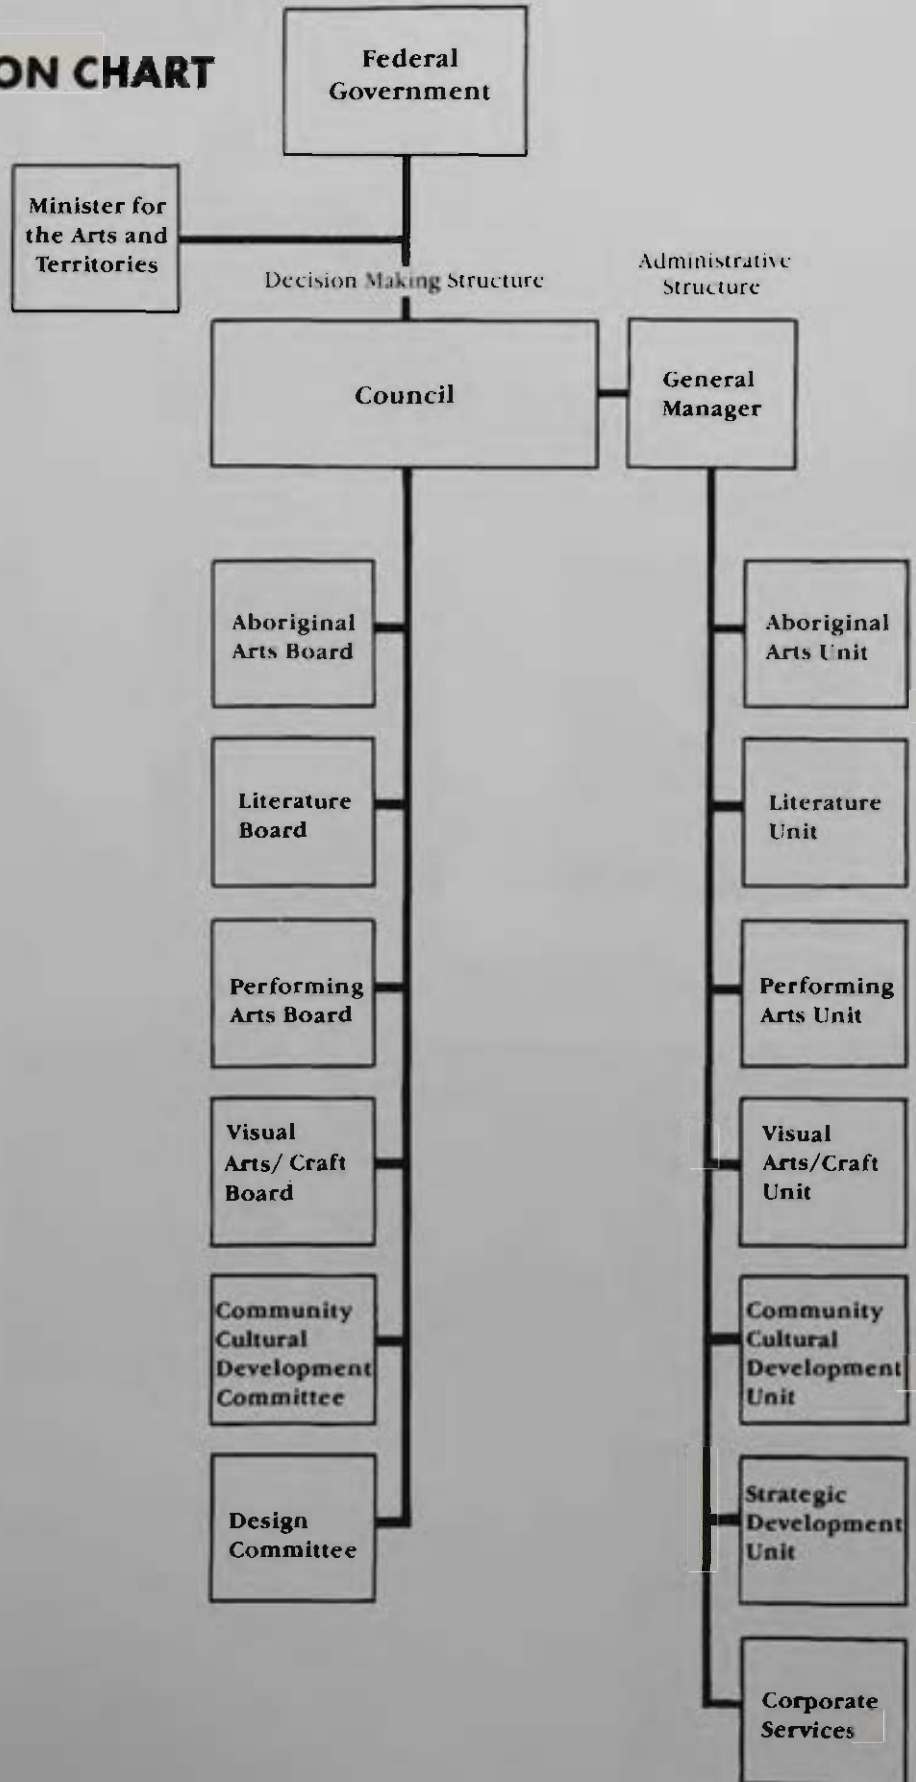 ON CHART
Federal
Government
Minister for
the Arts and
Territories
Decision Making Structure
Administrative
Structure
Council
General
Manager
Aboriginal
Arts Board
Aboriginal
Arts Unit
Literature
Board
Literature
Unit
Performing
Arts Board
Performing
Arts Unit
Visual
Arts/ Craft
Board
Visual
Arts/Craft
Unit
Community
Cultural
Development
Committee
Community
Cultural
Development
Unit
Design
Committee
Strategic
Development
Unit
Corporate
Services